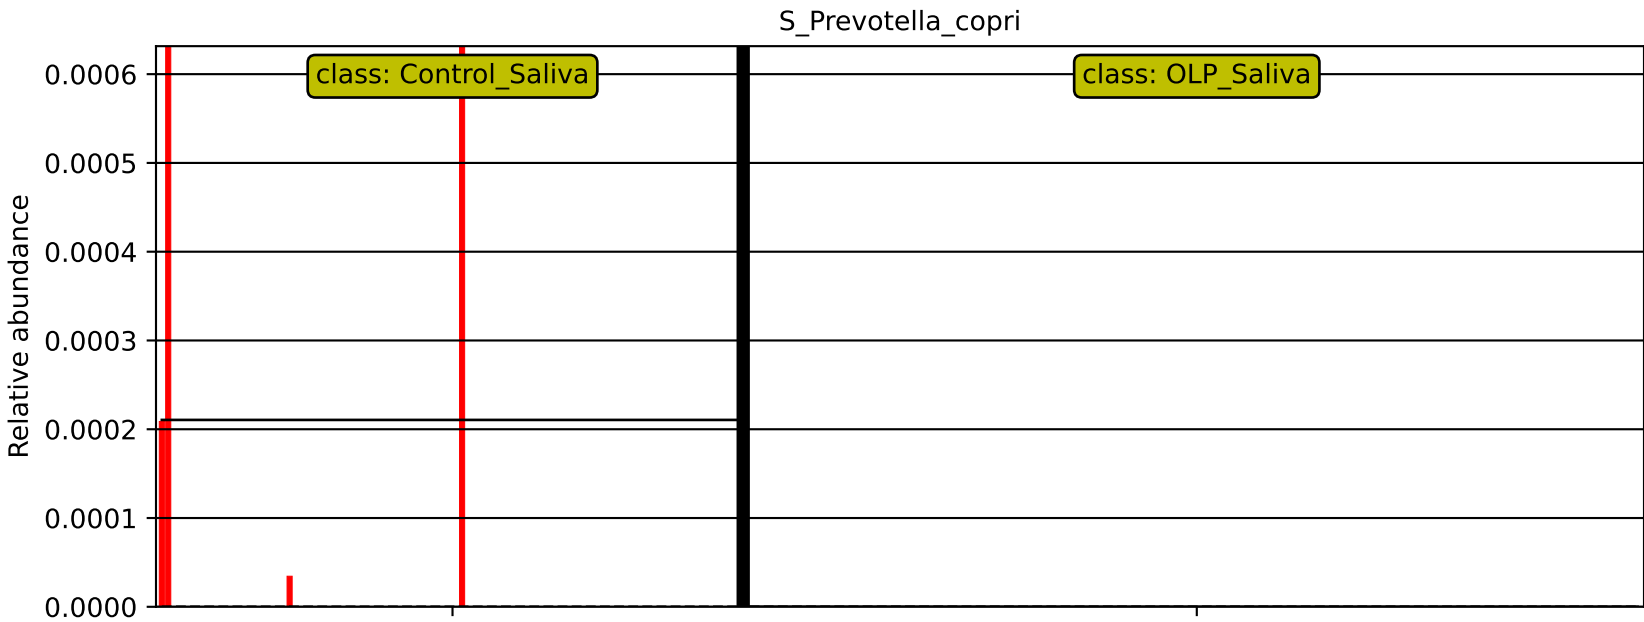 S_Prevotella_copri
class: Control_Saliva
class: OLP_Saliva
0.0006
0.0005
0.0004
0.0003
0.0002
0.0001
0.0000
Relative abundance